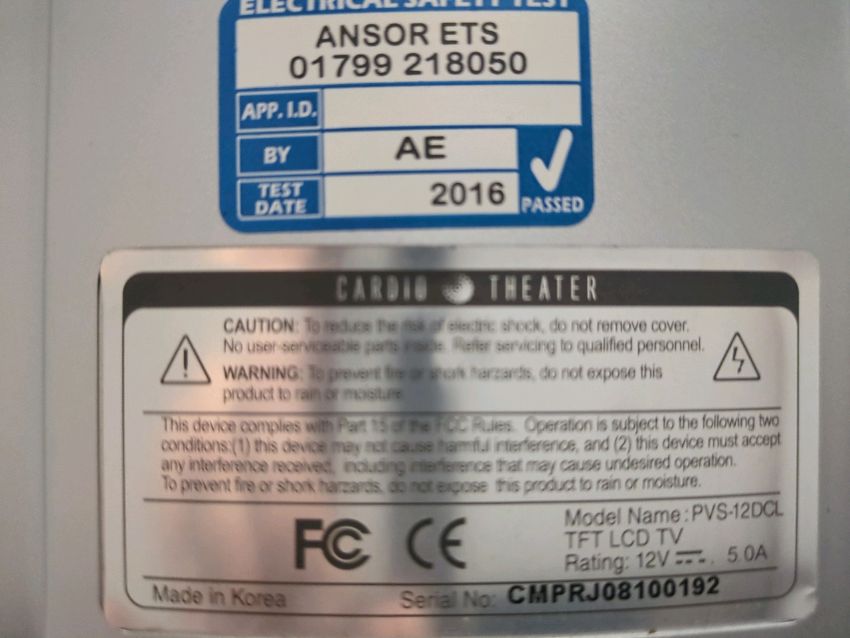 ELECTRICAL SAFETY TEST
ANSOR ETS
01799 218050
APP. I.D.
BY AE
TEST DATE 2016
PASSED
CARDIO THEATER
CAUTION: To reduce the risk of electric shock, do not remove cover.
No user-serviceable parts inside. Refer servicing to qualified personnel.
WARNING: To prevent fire or shork harzards, do not expose this
product to rain or moisture.
This device complies with Part 15 of the FCC Rules. Operation is subject to the following two
conditions:(1) this device may not cause harmful interference, and (2) this device must accept
any interference received, including interference that may cause undesired operation.
To prevent fire or shork harzards, do not expose this product to rain or moisture.
FC CE
Model Name : PVS-12DCL
TFT LCD TV
Rating: 12V ⎓ . 5.0A
Made in Korea Serial No: CMPRJ08100192